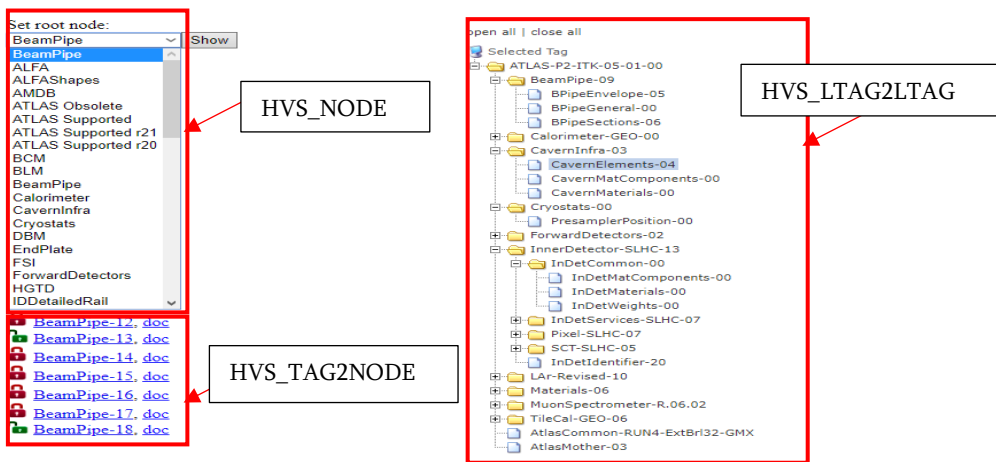 Set root node:
BeamPipe Show
BeamPipe
ALFA
ALFAShapes
AMDB
ATLAS Obsolete
ATLAS Supported
ATLAS Supported r21
ATLAS Supported r20
BCM
BLM
BeamPipe
Calorimeter
CavernInfra
Cryostats
DBM
EndPlate
FSI
ForwardDetectors
HGTD
IDDetailedRail
BeamPipe-12, doc
BeamPipe-13, doc
BeamPipe-14, doc
BeamPipe-15, doc
BeamPipe-16, doc
BeamPipe-17, doc
BeamPipe-18, doc
HVS_NODE
HVS_TAG2NODE
open all | close all
Selected Tag
ATLAS-P2-ITK-05-01-00
BeamPipe-09
BPipeEnvelope-05
BPipeGeneral-00
BPipeSections-06
Calorimeter-GEO-00
CavernInfra-03
CavernElements-04
CavernMatComponents-00
CavernMaterials-00
Cryostats-00
PresamplerPosition-00
ForwardDetectors-02
InnerDetector-SLHC-13
InDetCommon-00
InDetMatComponents-00
InDetMaterials-00
InDetWeights-00
InDetServices-SLHC-07
Pixel-SLHC-07
SCT-SLHC-05
InDetIdentifier-20
LAr-Revised-10
Materials-06
MuonSpectrometer-R.06.02
TileCal-GEO-06
AtlasCommon-RUN4-ExtBrl32-GMX
AtlasMother-03
HVS_LTAG2LTAG